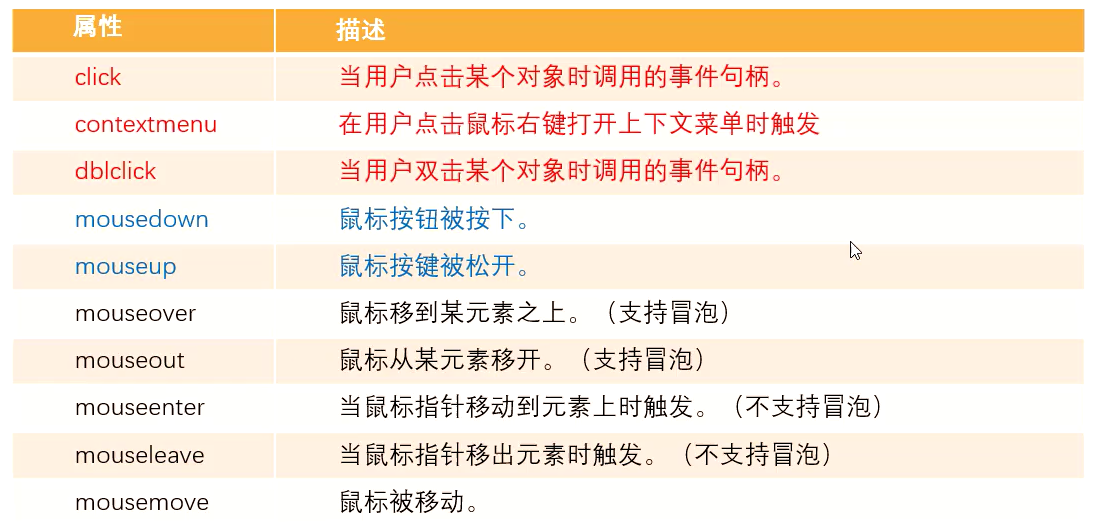 属性 描述
click 当用户点击某个对象时调用的事件句柄。
contextmenu 在用户点击鼠标右键打开上下文菜单时触发
dblclick 当用户双击某个对象时调用的事件句柄。
mousedown 鼠标按钮被按下。
mouseup 鼠标按键被松开。
mouseover 鼠标移到某元素之上。（支持冒泡）
mouseout 鼠标从某元素移开。（支持冒泡）
mouseenter 当鼠标指针移动到元素上时触发。（不支持冒泡）
mouseleave 当鼠标指针移出元素时触发。（不支持冒泡）
mousemove 鼠标被移动。